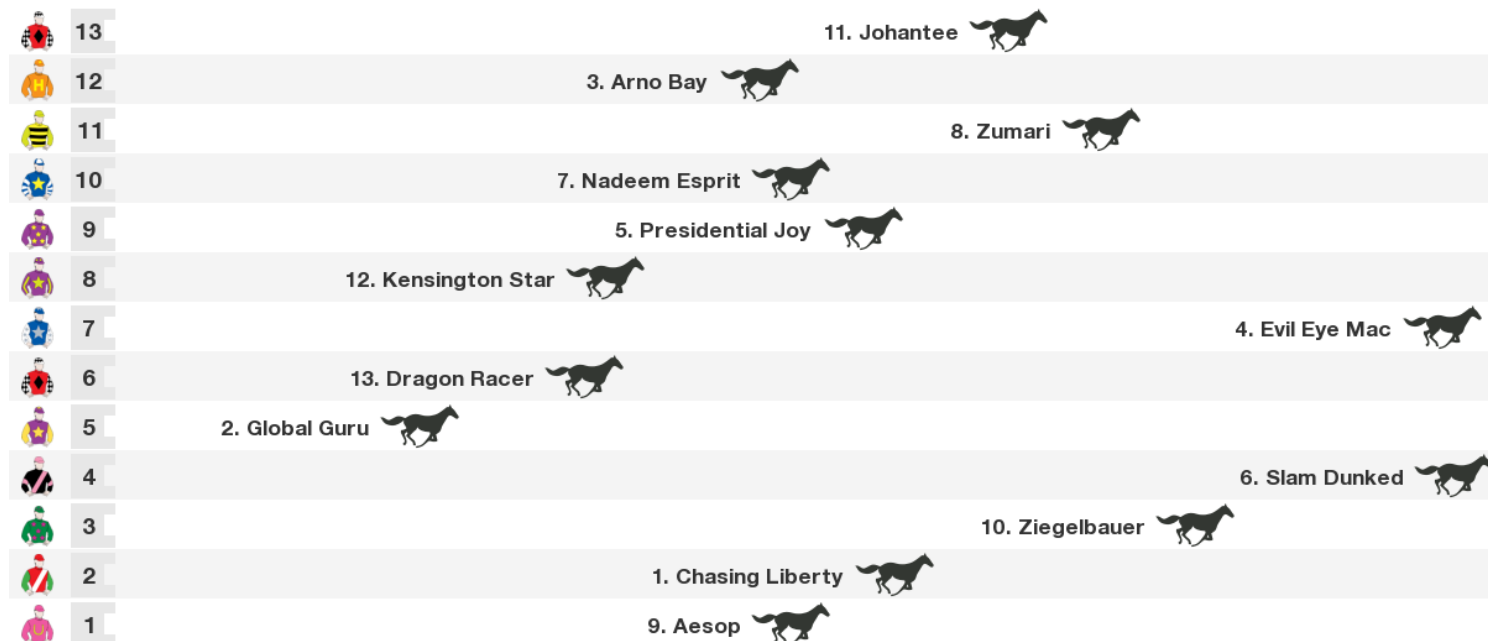 13 11. Johantee
12 H 3. Arno Bay
11 8. Zumari
10 7. Nadeem Esprit
9 5. Presidential Joy
8 12. Kensington Star
7 4. Evil Eye Mac
6 13. Dragon Racer
5 2. Global Guru
4 6. Slam Dunked
3 10. Ziegelbauer
2 1. Chasing Liberty
1 9. Aesop